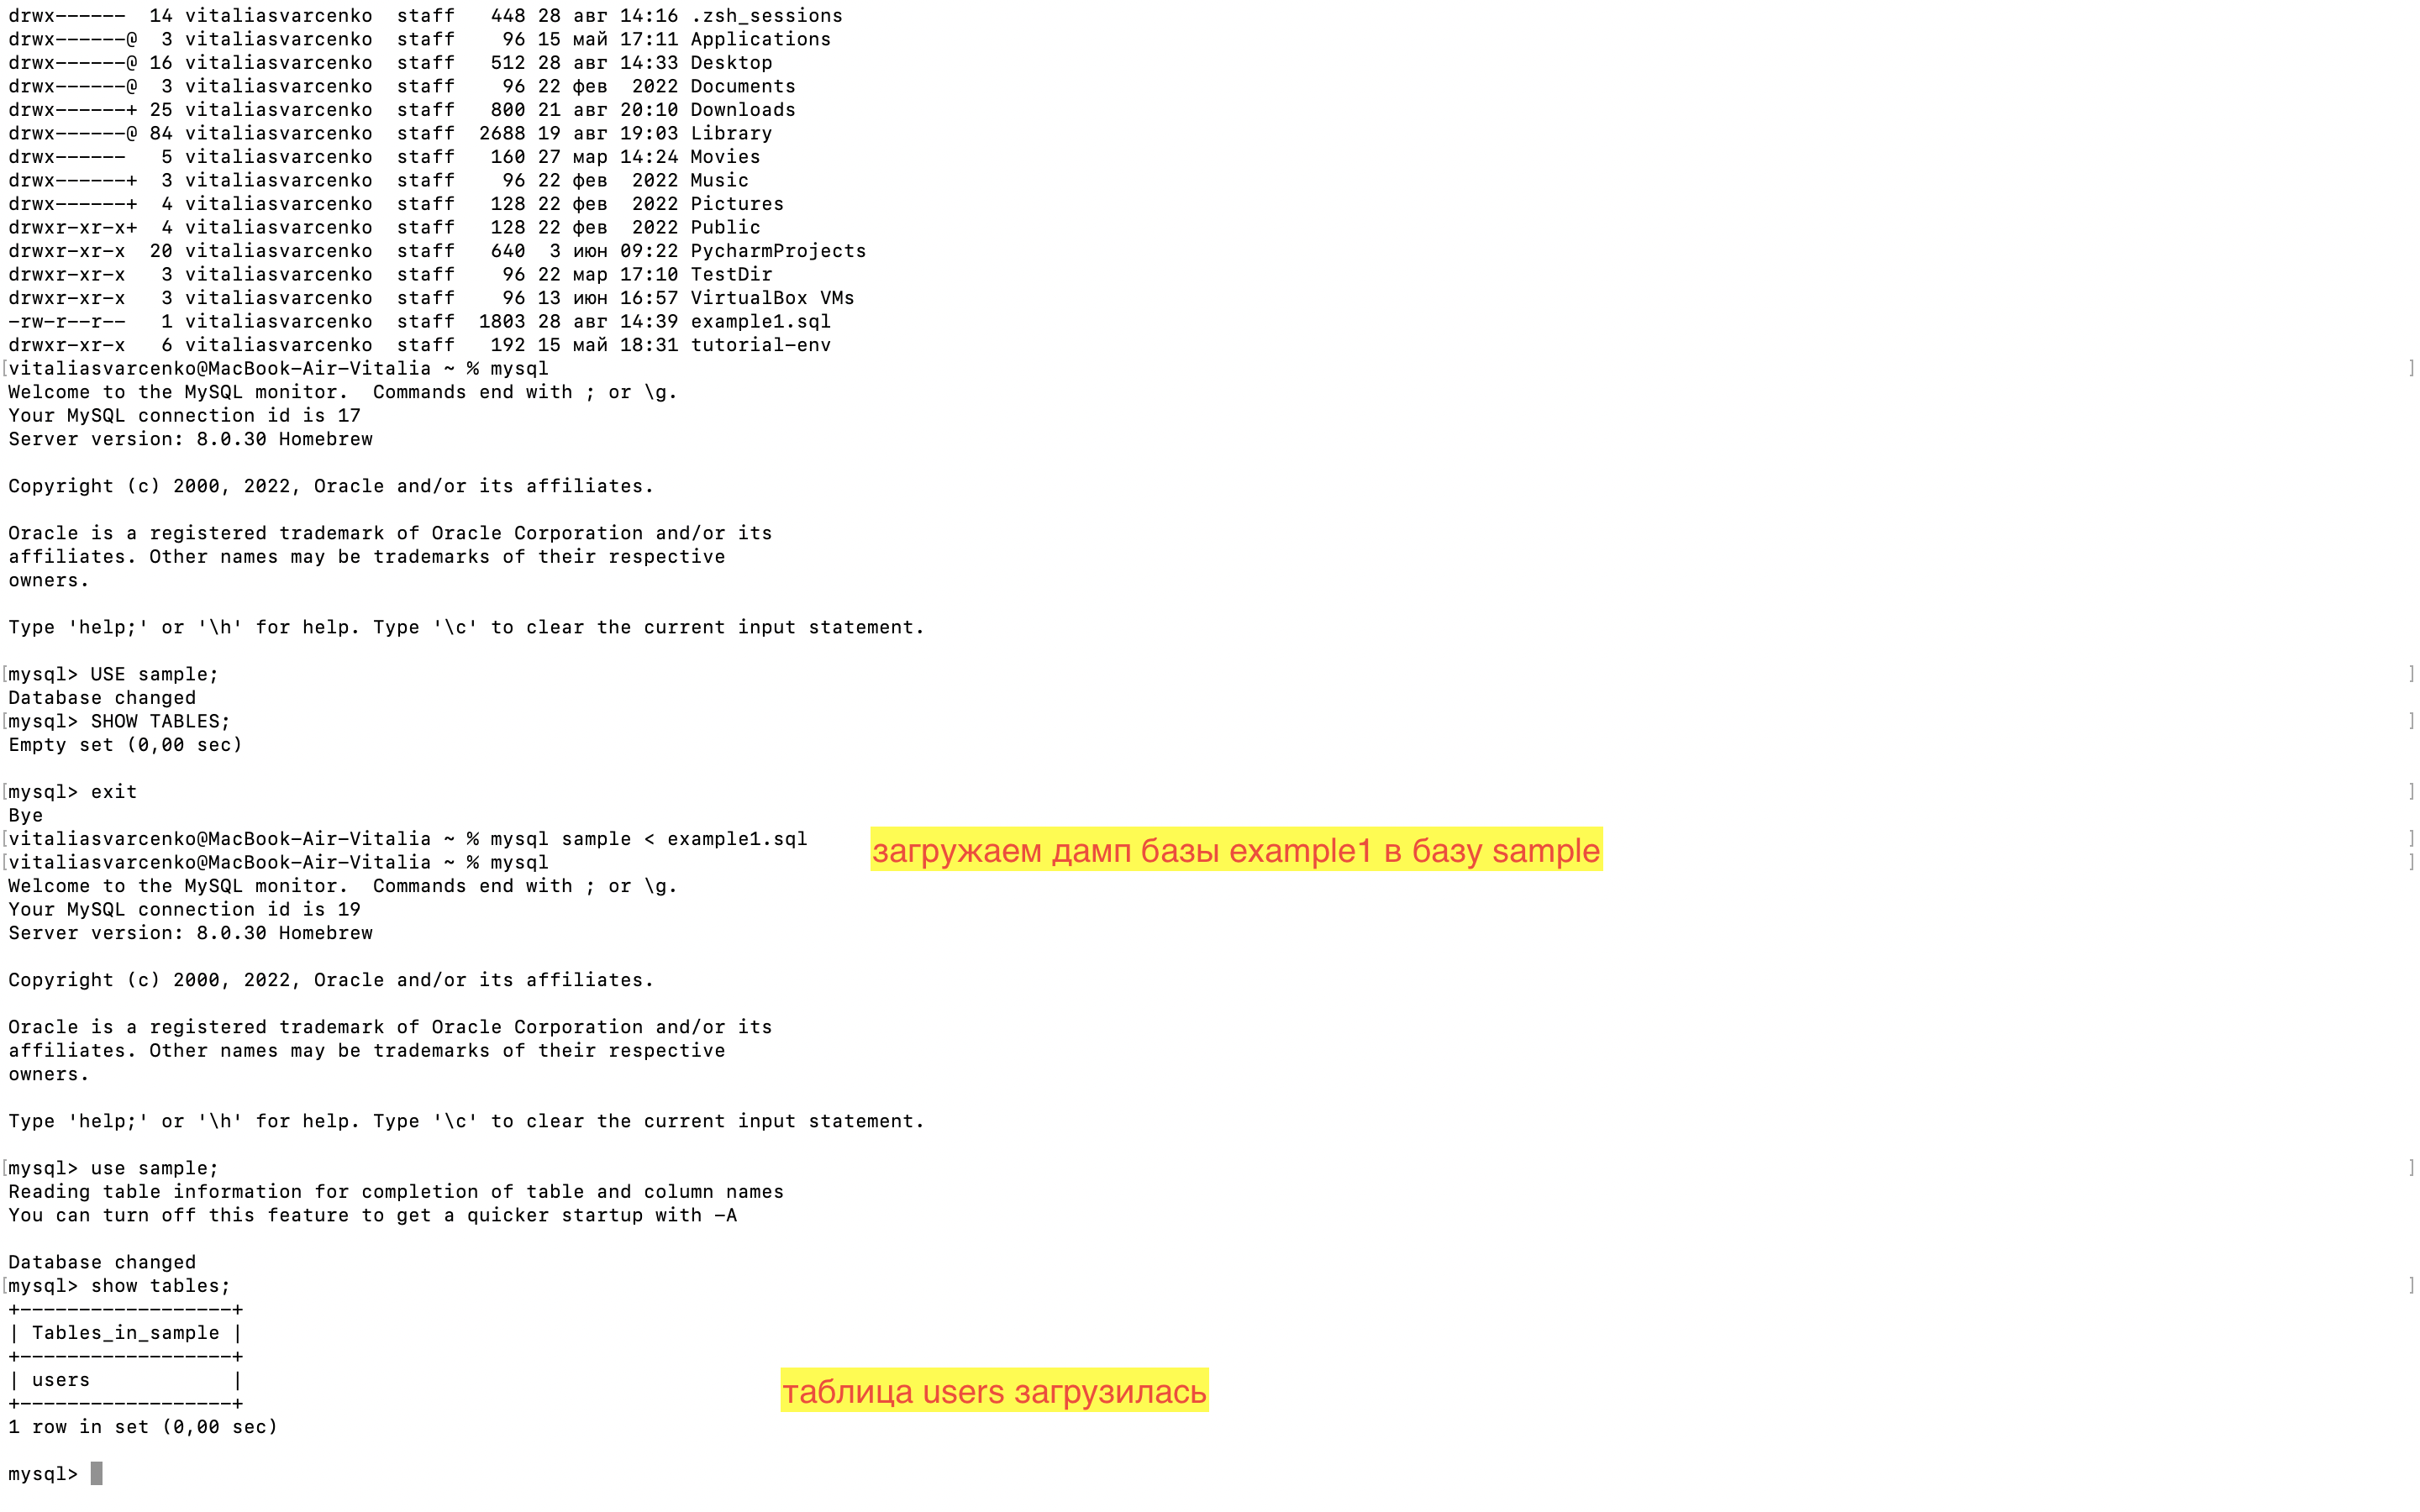 drwx------  14 vitaliasvarcenko  staff   448 28 авг 14:16 .zsh_sessions
drwx------@  3 vitaliasvarcenko  staff    96 15 май 17:11 Applications
drwx------@ 16 vitaliasvarcenko  staff   512 28 авг 14:33 Desktop
drwx------@  3 vitaliasvarcenko  staff    96 22 фев  2022 Documents
drwx------+ 25 vitaliasvarcenko  staff   800 21 авг 20:10 Downloads
drwx------@ 84 vitaliasvarcenko  staff  2688 19 авг 19:03 Library
drwx------   5 vitaliasvarcenko  staff   160 27 мар 14:24 Movies
drwx------+  3 vitaliasvarcenko  staff    96 22 фев  2022 Music
drwx------+  4 vitaliasvarcenko  staff   128 22 фев  2022 Pictures
drwxr-xr-x+  4 vitaliasvarcenko  staff   128 22 фев  2022 Public
drwxr-xr-x  20 vitaliasvarcenko  staff   640  3 июн 09:22 PycharmProjects
drwxr-xr-x   3 vitaliasvarcenko  staff    96 22 мар 17:10 TestDir
drwxr-xr-x   3 vitaliasvarcenko  staff    96 13 июн 16:57 VirtualBox VMs
-rw-r--r--   1 vitaliasvarcenko  staff  1803 28 авг 14:39 example1.sql
drwxr-xr-x   6 vitaliasvarcenko  staff   192 15 май 18:31 tutorial-env
[vitaliasvarcenko@MacBook-Air-Vitalia ~ % mysql ]
Welcome to the MySQL monitor.  Commands end with ; or \g.
Your MySQL connection id is 17
Server version: 8.0.30 Homebrew
Copyright (c) 2000, 2022, Oracle and/or its affiliates.
Oracle is a registered trademark of Oracle Corporation and/or its
affiliates. Other names may be trademarks of their respective
owners.
Type 'help;' or '\h' for help. Type '\c' to clear the current input statement.
[mysql> USE sample; ]
Database changed
[mysql> SHOW TABLES; ]
Empty set (0,00 sec)
[mysql> exit ]
Bye
[vitaliasvarcenko@MacBook-Air-Vitalia ~ % mysql sample < example1.sql ]
загружаем дамп базы example1 в базу sample
[vitaliasvarcenko@MacBook-Air-Vitalia ~ % mysql ]
Welcome to the MySQL monitor.  Commands end with ; or \g.
Your MySQL connection id is 19
Server version: 8.0.30 Homebrew
Copyright (c) 2000, 2022, Oracle and/or its affiliates.
Oracle is a registered trademark of Oracle Corporation and/or its
affiliates. Other names may be trademarks of their respective
owners.
Type 'help;' or '\h' for help. Type '\c' to clear the current input statement.
[mysql> use sample; ]
Reading table information for completion of table and column names
You can turn off this feature to get a quicker startup with -A
Database changed
[mysql> show tables; ]
+------------------+
| Tables_in_sample |
+------------------+
| users            |
таблица users загрузилась
+------------------+
1 row in set (0,00 sec)
mysql>